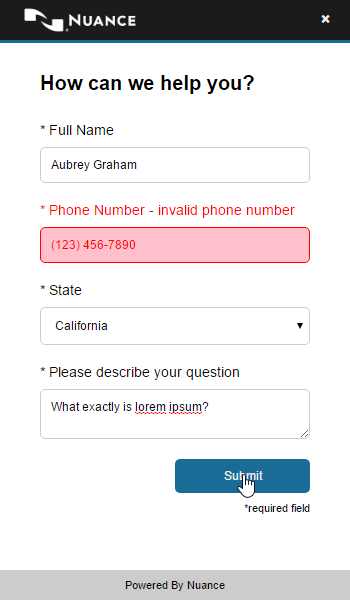 NUANCE ×
How can we help you?
* Full Name
Aubrey Graham
* Phone Number - invalid phone number
(123) 456-7890
* State
California
* Please describe your question
What exactly is lorem ipsum?
Submit
*required field
Powered By Nuance